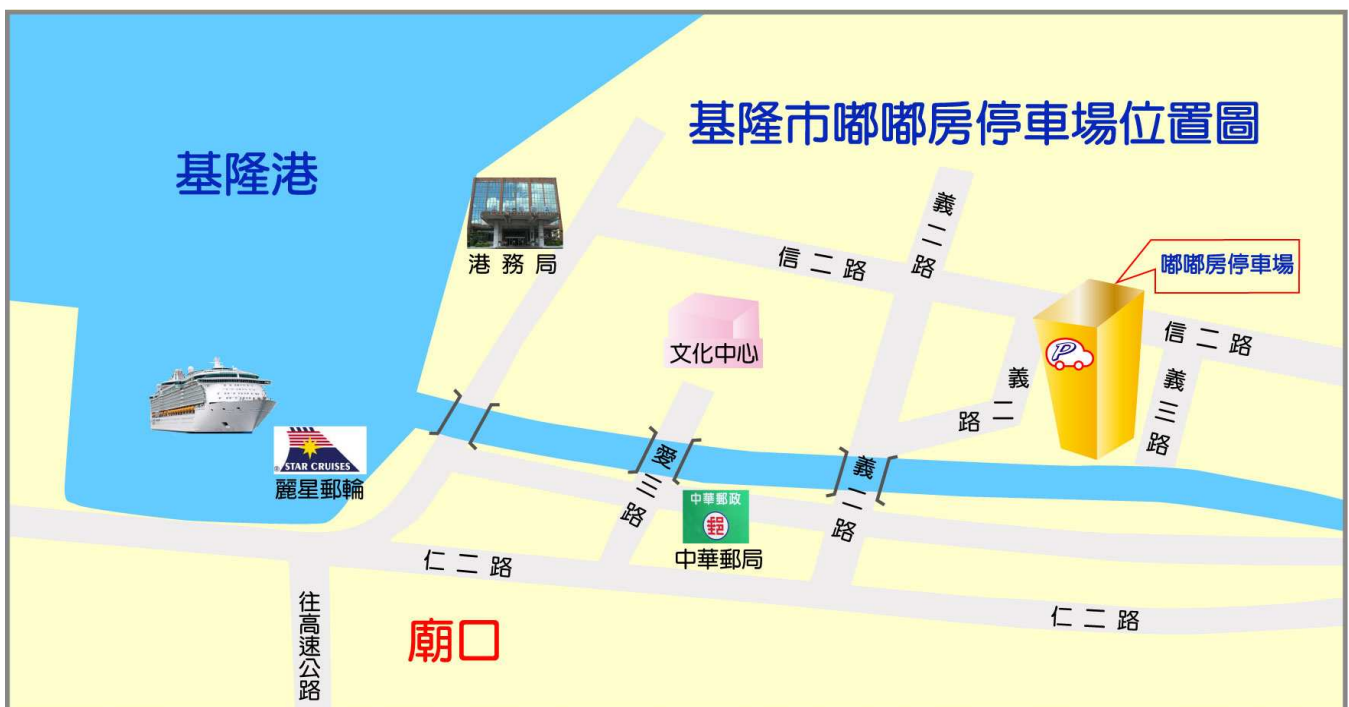 基隆市嘟嘟房停車場位置圖
基隆港
義二路
港務局
信二路
嘟嘟房停車場
P
文化中心
信二路
義二路
義三路
STAR CRUISES
®
麗星郵輪
愛三路
義二路
中華郵政
郵
中華郵局
仁二路
仁二路
往高速公路
廟口